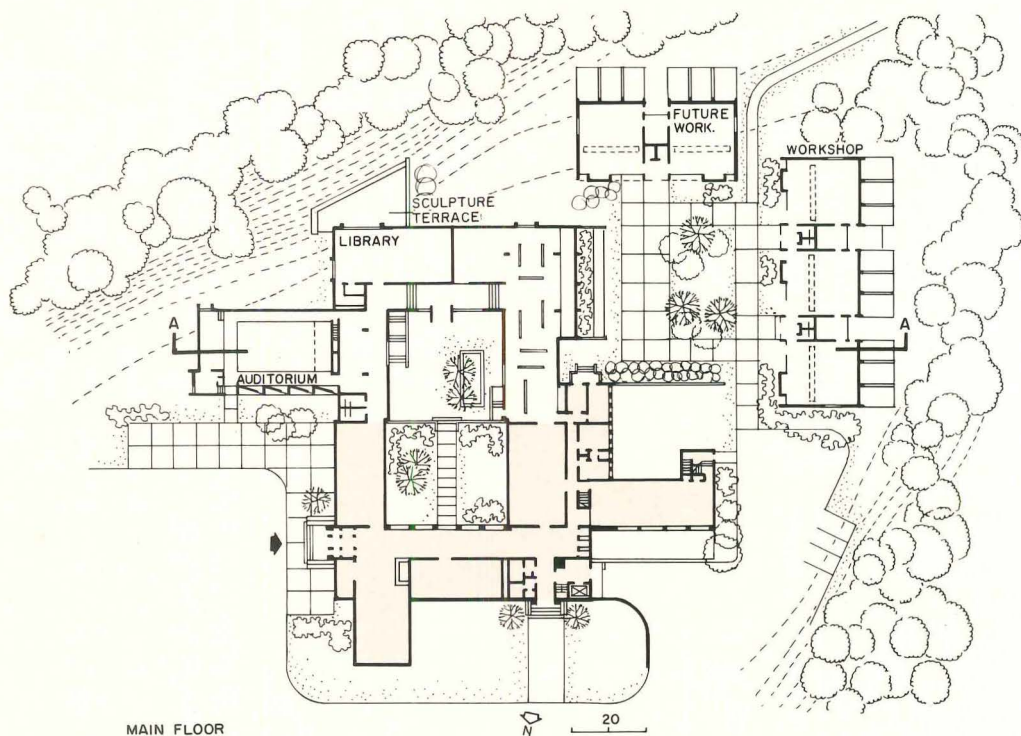 FUTURE
WORK.
WORKSHOP
SCULPTURE
TERRACE
LIBRARY
A
A
AUDITORIUM
MAIN FLOOR
N
20